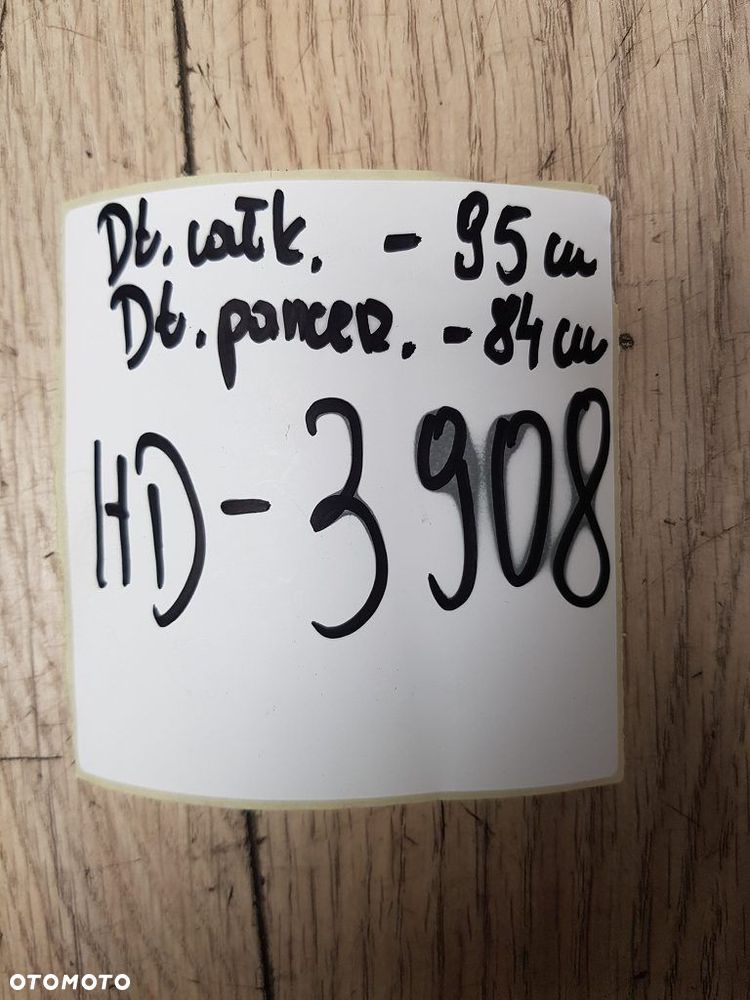 Dł. całk. - 95 cm
Dł. pancerz. - 84 cm
HD-3908
OTOMOTO